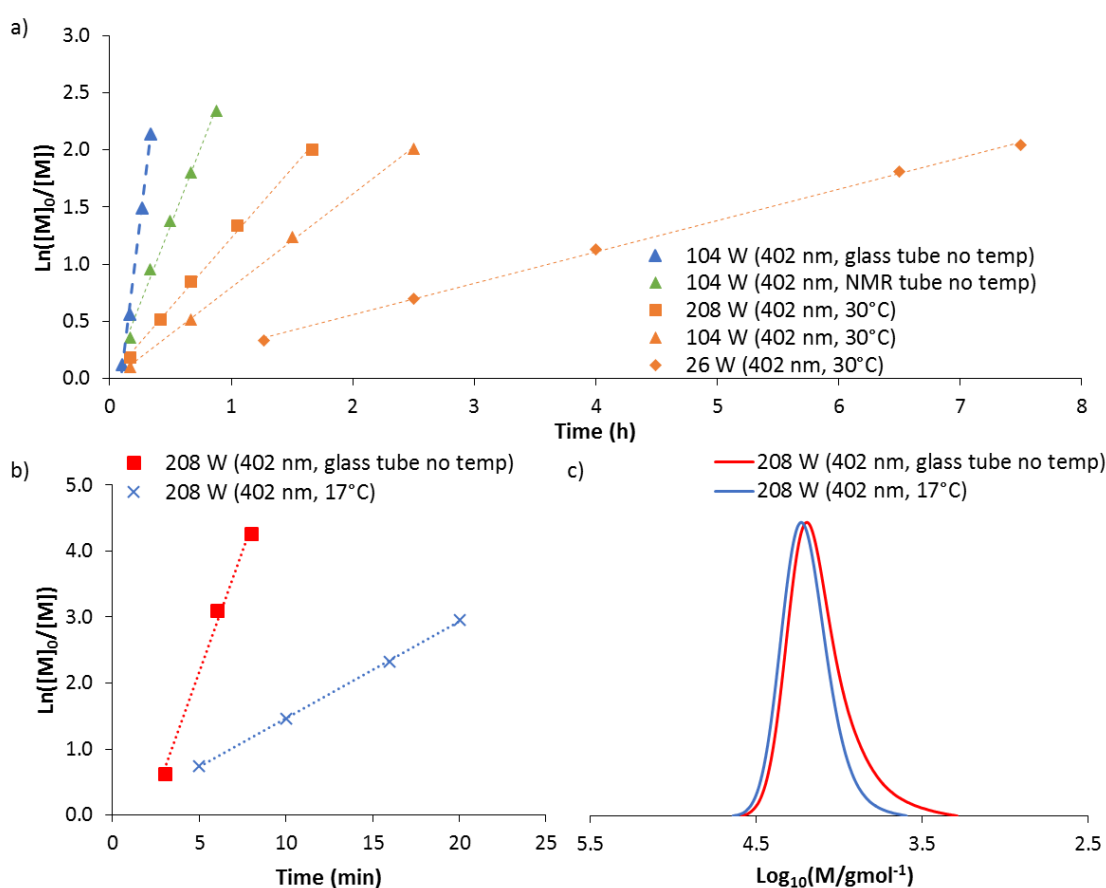 a)
Ln([M]₀/[M])
3.0
2.5
2.0
1.5
1.0
0.5
0.0
0 1 2 3 4 5 6 7 8
Time (h)
104 W (402 nm, glass tube no temp)
104 W (402 nm, NMR tube no temp)
208 W (402 nm, 30°C)
104 W (402 nm, 30°C)
26 W (402 nm, 30°C)
b)
208 W (402 nm, glass tube no temp)
208 W (402 nm, 17°C)
Ln([M]₀/[M])
5.0
4.0
3.0
2.0
1.0
0.0
0 5 10 15 20 25
Time (min)
c)
208 W (402 nm, glass tube no temp)
208 W (402 nm, 17°C)
5.5 4.5 3.5 2.5
Log₁₀(M/gmol⁻¹)